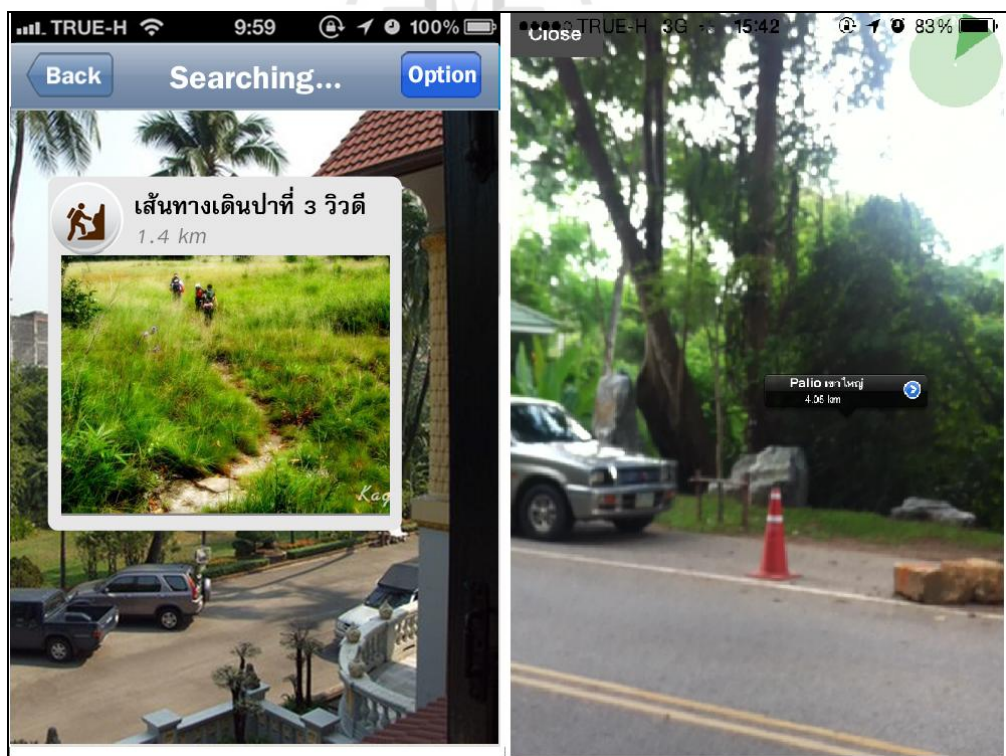 TRUE-H 9:59 100%
Back Searching... Option
เส้นทางเดินป่าที่ 3 วิวดี
1.4 km
Kag
TRUE-H 3G 15:42 83%
Close
Palio เขาใหญ่
4.05 km